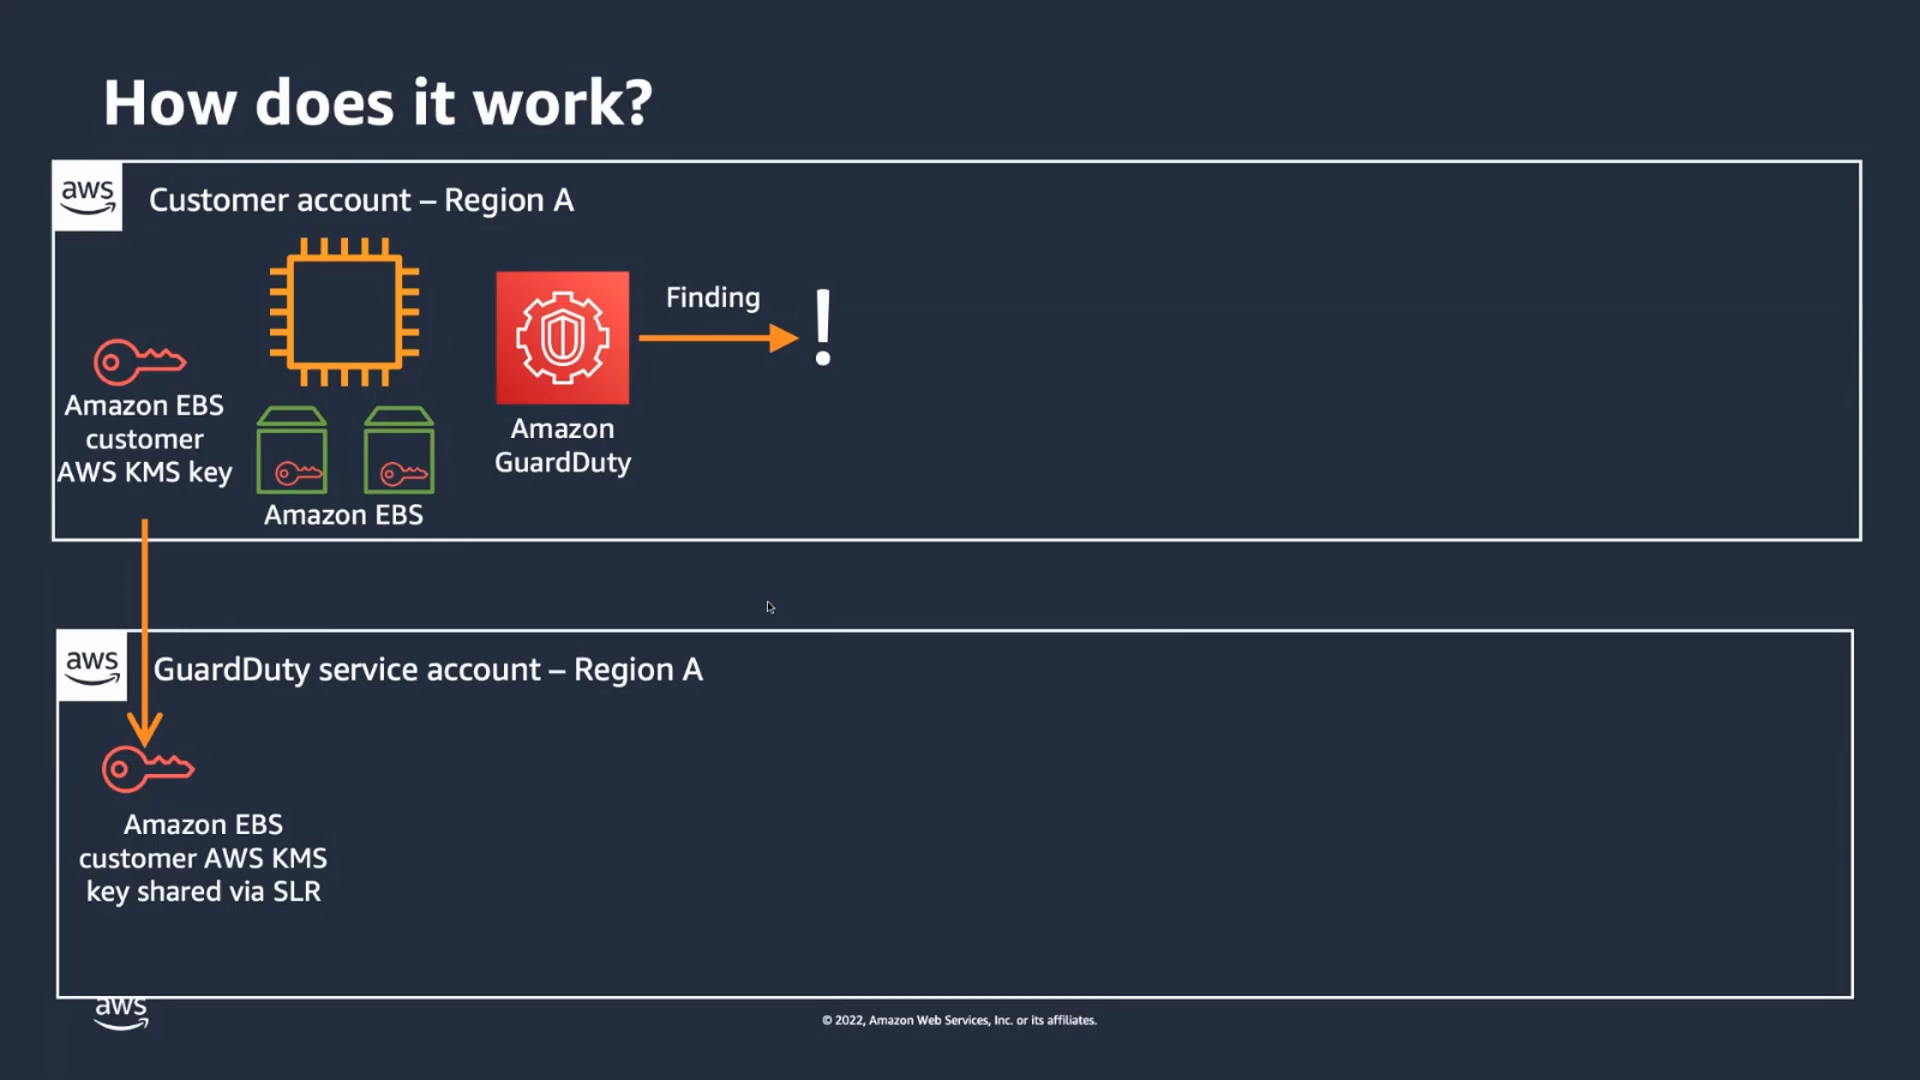 How does it work?
aws
Customer account – Region A
Finding
!
Amazon EBS
customer
AWS KMS key
Amazon EBS
Amazon
GuardDuty
aws
GuardDuty service account – Region A
Amazon EBS
customer AWS KMS
key shared via SLR
aws
© 2022, Amazon Web Services, Inc. or its affiliates.